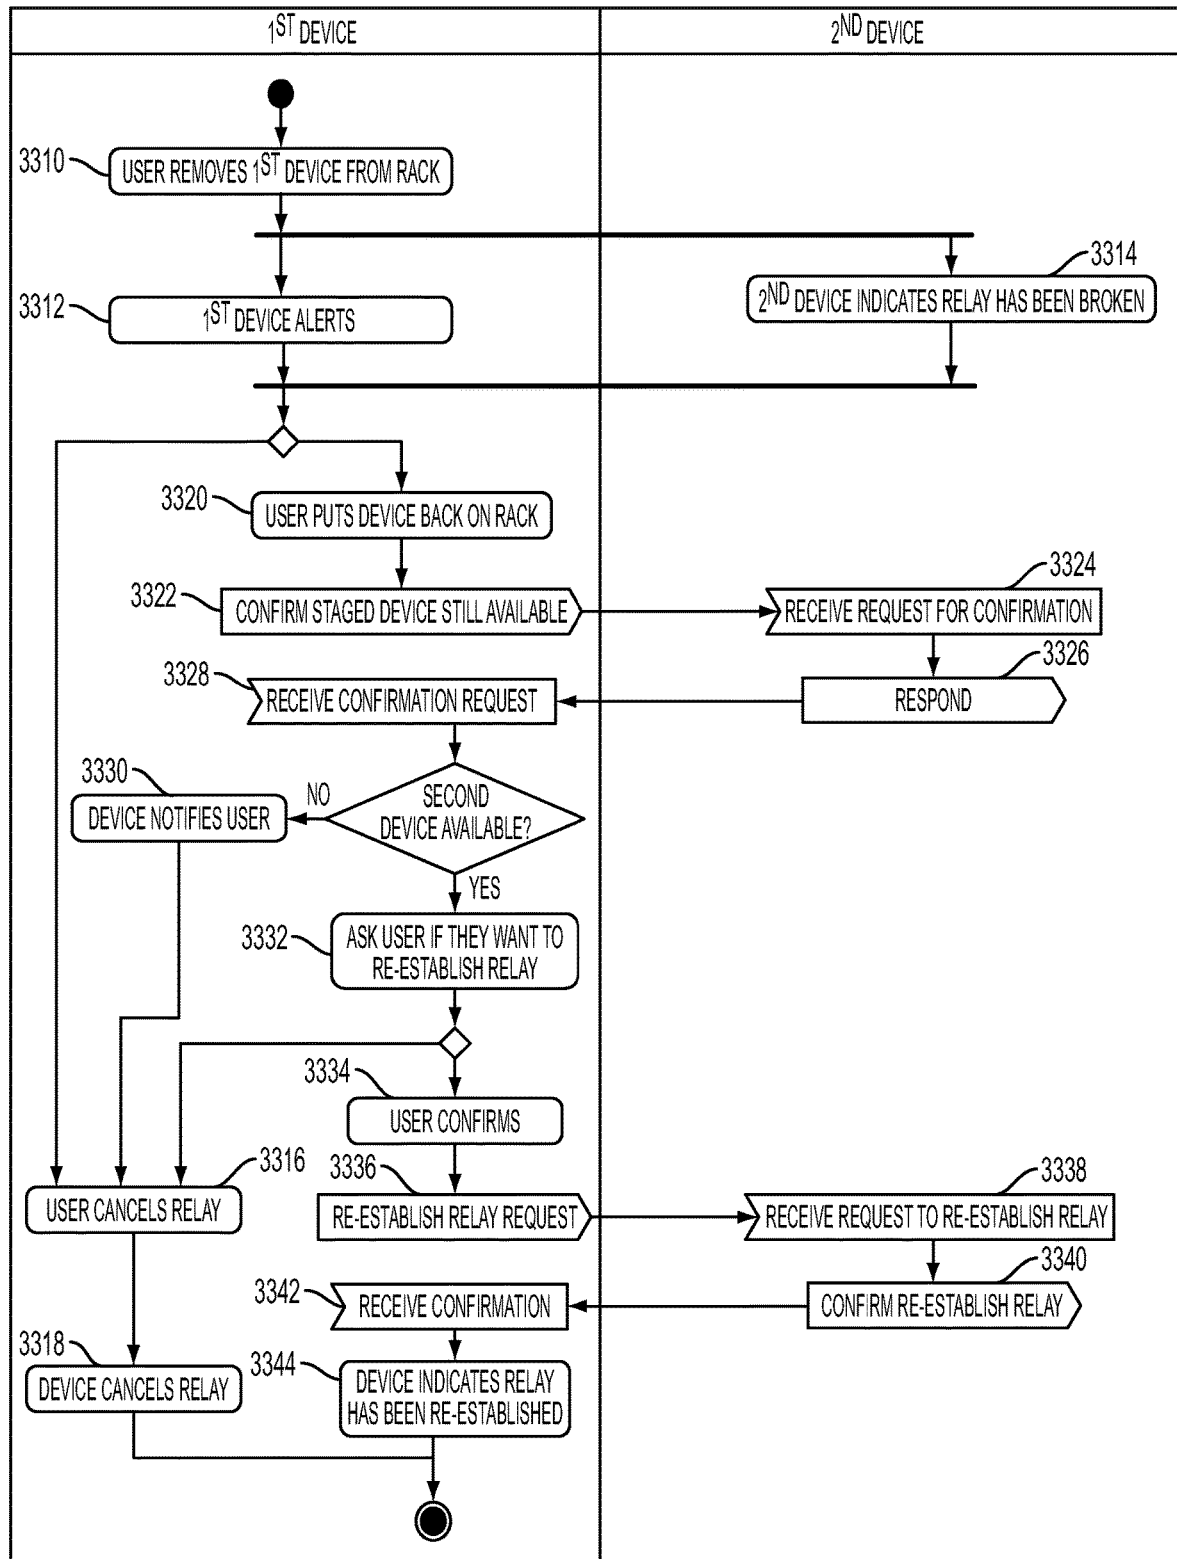 1ST DEVICE
2ND DEVICE
3310
USER REMOVES 1ST DEVICE FROM RACK
3312
1ST DEVICE ALERTS
3314
2ND DEVICE INDICATES RELAY HAS BEEN BROKEN
3320
USER PUTS DEVICE BACK ON RACK
3322
CONFIRM STAGED DEVICE STILL AVAILABLE
3324
RECEIVE REQUEST FOR CONFIRMATION
3326
RESPOND
3328
RECEIVE CONFIRMATION REQUEST
3330
DEVICE NOTIFIES USER
NO
SECOND
DEVICE AVAILABLE?
YES
3332
ASK USER IF THEY WANT TO
RE-ESTABLISH RELAY
3334
USER CONFIRMS
3316
USER CANCELS RELAY
3336
RE-ESTABLISH RELAY REQUEST
3338
RECEIVE REQUEST TO RE-ESTABLISH RELAY
3340
CONFIRM RE-ESTABLISH RELAY
3342
RECEIVE CONFIRMATION
3318
DEVICE CANCELS RELAY
3344
DEVICE INDICATES RELAY
HAS BEEN RE-ESTABLISHED